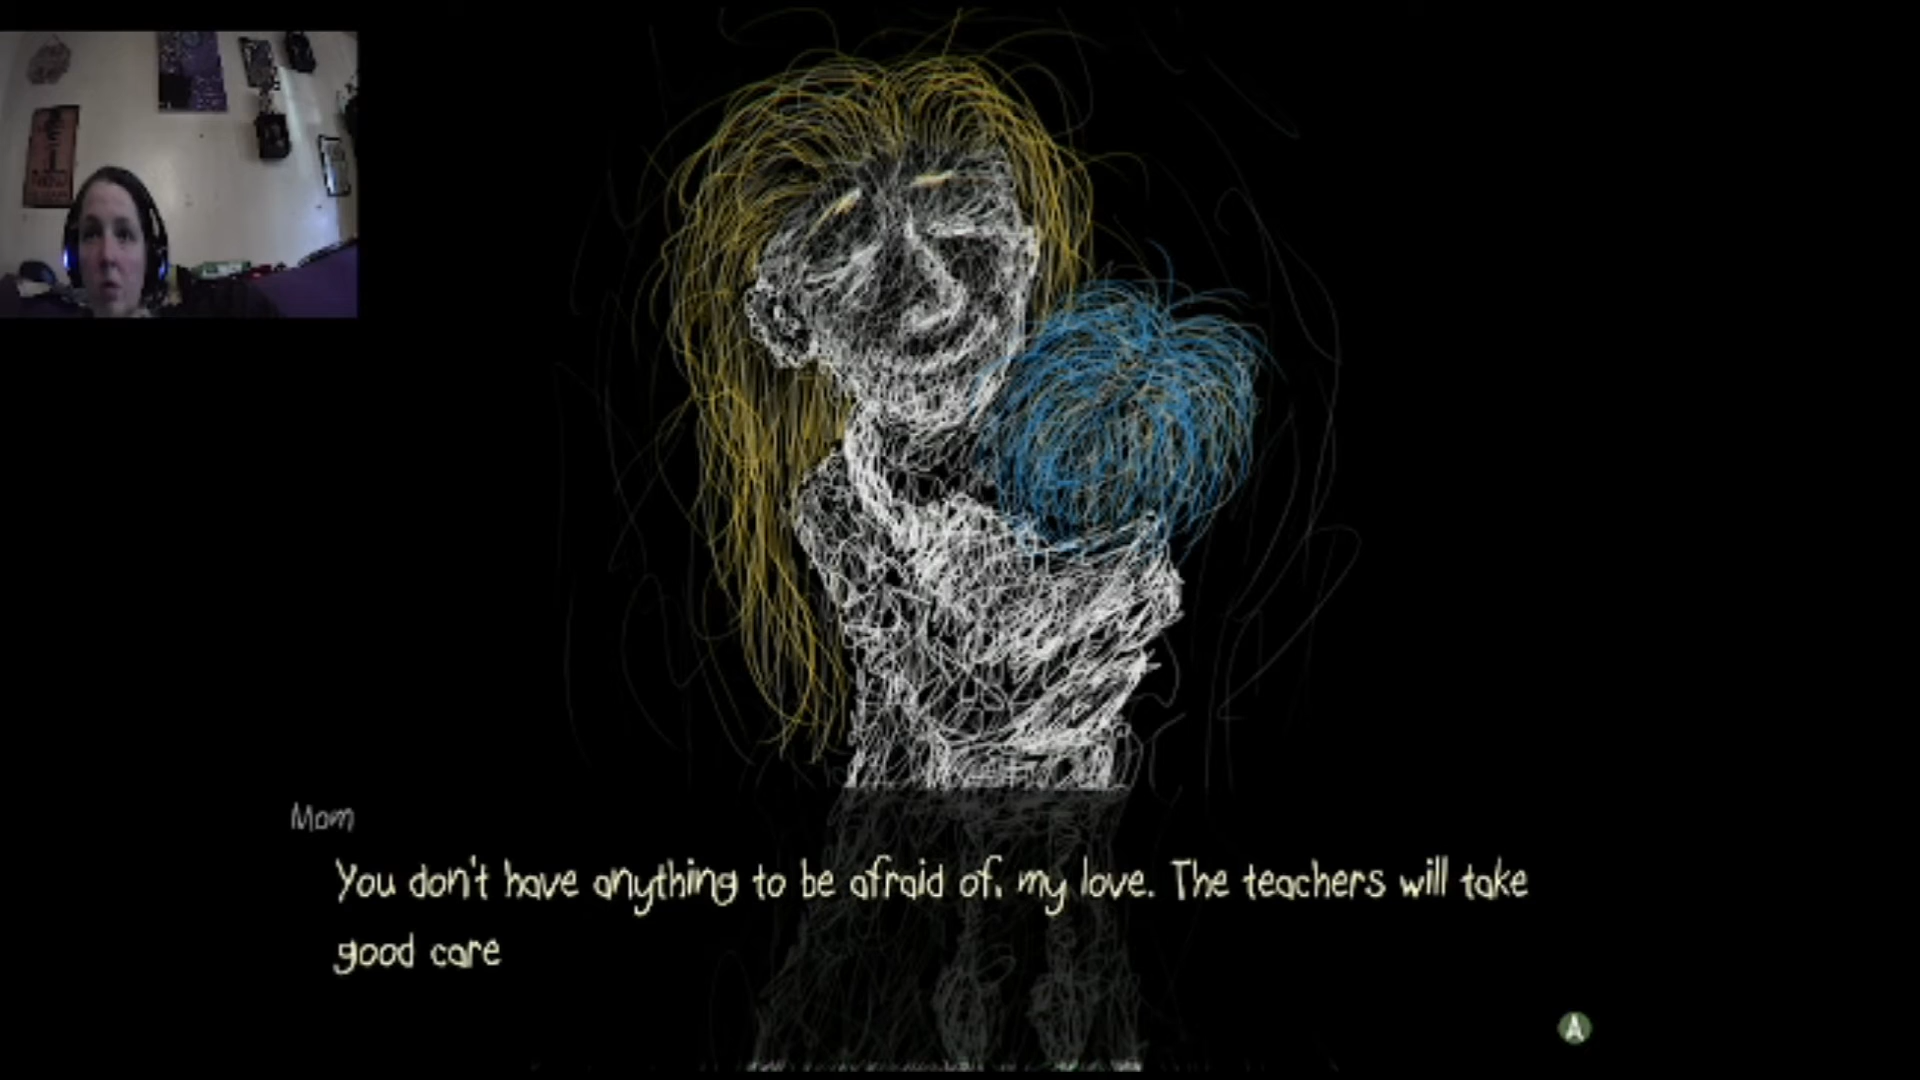 Mom
You don't have anything to be afraid of, my love. The teachers will take
good care
A